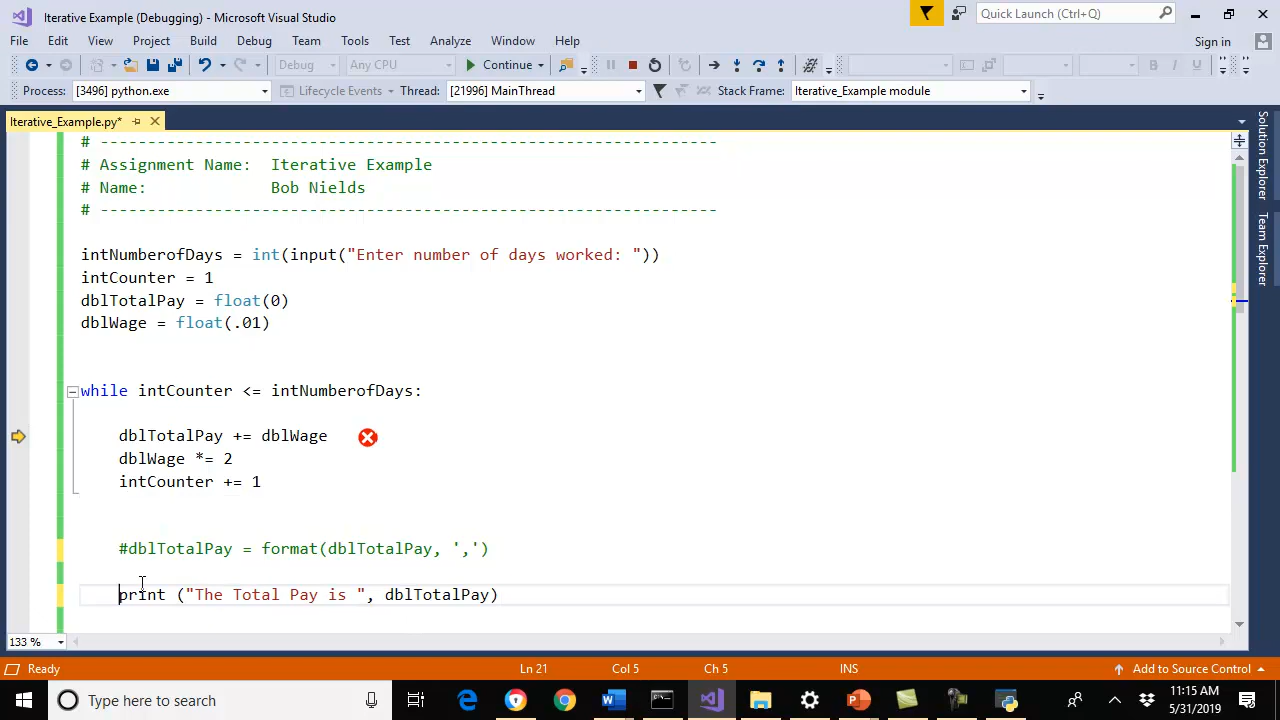 Iterative Example (Debugging) - Microsoft Visual Studio
Quick Launch (Ctrl+Q)
File Edit View Project Build Debug Team Tools Test Analyze Window Help
Sign in
Debug Any CPU Continue
Process: [3496] python.exe Lifecycle Events Thread: [21996] MainThread Stack Frame: Iterative_Example module
Iterative_Example.py*
Solution Explorer
Team Explorer
# -----------------------------------------------------------------
# Assignment Name: Iterative Example
# Name: Bob Nields
# -----------------------------------------------------------------
intNumberofDays = int(input("Enter number of days worked: "))
intCounter = 1
dblTotalPay = float(0)
dblWage = float(.01)
while intCounter <= intNumberofDays:
dblTotalPay += dblWage
dblWage *= 2
intCounter += 1
#dblTotalPay = format(dblTotalPay, ',')
print ("The Total Pay is ", dblTotalPay)
133 %
Ready Ln 21 Col 5 Ch 5 INS Add to Source Control
Type here to search
11:15 AM
5/31/2019